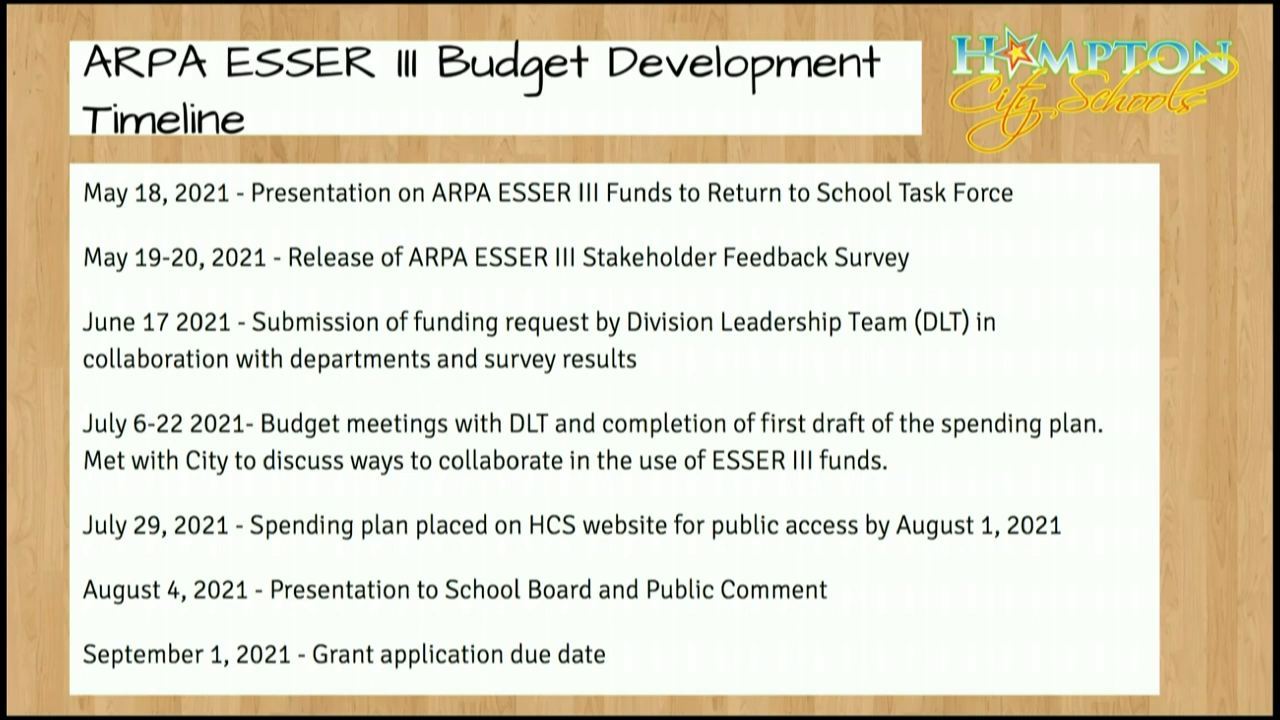 ARPA ESSER III Budget Development
Timeline
HAMPTON
City Schools
May 18, 2021 - Presentation on ARPA ESSER III Funds to Return to School Task Force
May 19-20, 2021 - Release of ARPA ESSER III Stakeholder Feedback Survey
June 17 2021 - Submission of funding request by Division Leadership Team (DLT) in
collaboration with departments and survey results
July 6-22 2021- Budget meetings with DLT and completion of first draft of the spending plan.
Met with City to discuss ways to collaborate in the use of ESSER III funds.
July 29, 2021 - Spending plan placed on HCS website for public access by August 1, 2021
August 4, 2021 - Presentation to School Board and Public Comment
September 1, 2021 - Grant application due date